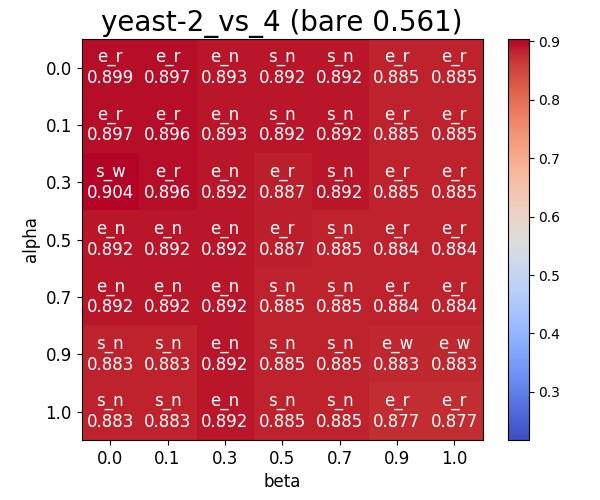 yeast-2_vs_4 (bare 0.561)
e_r e_r e_n s_n s_n e_r e_r
0.0 0.899 0.897 0.893 0.892 0.892 0.885 0.885
e_r e_r e_n s_n s_n e_r e_r
0.1 0.897 0.896 0.893 0.892 0.892 0.885 0.885
s_w e_r e_n e_r s_n e_r e_r
0.3 0.904 0.896 0.892 0.887 0.892 0.885 0.885
e_n e_n e_n e_r s_n e_r e_r
0.5 0.892 0.892 0.892 0.887 0.885 0.884 0.884
e_n e_n e_n s_n s_n e_r e_r
0.7 0.892 0.892 0.892 0.885 0.885 0.884 0.884
s_n s_n e_n s_n s_n e_w e_w
0.9 0.883 0.883 0.892 0.885 0.885 0.883 0.883
s_n s_n e_n s_n s_n e_r e_r
1.0 0.883 0.883 0.892 0.885 0.885 0.877 0.877
0.0 0.1 0.3 0.5 0.7 0.9 1.0
beta
alpha
0.9
0.8
0.7
0.6
0.5
0.4
0.3